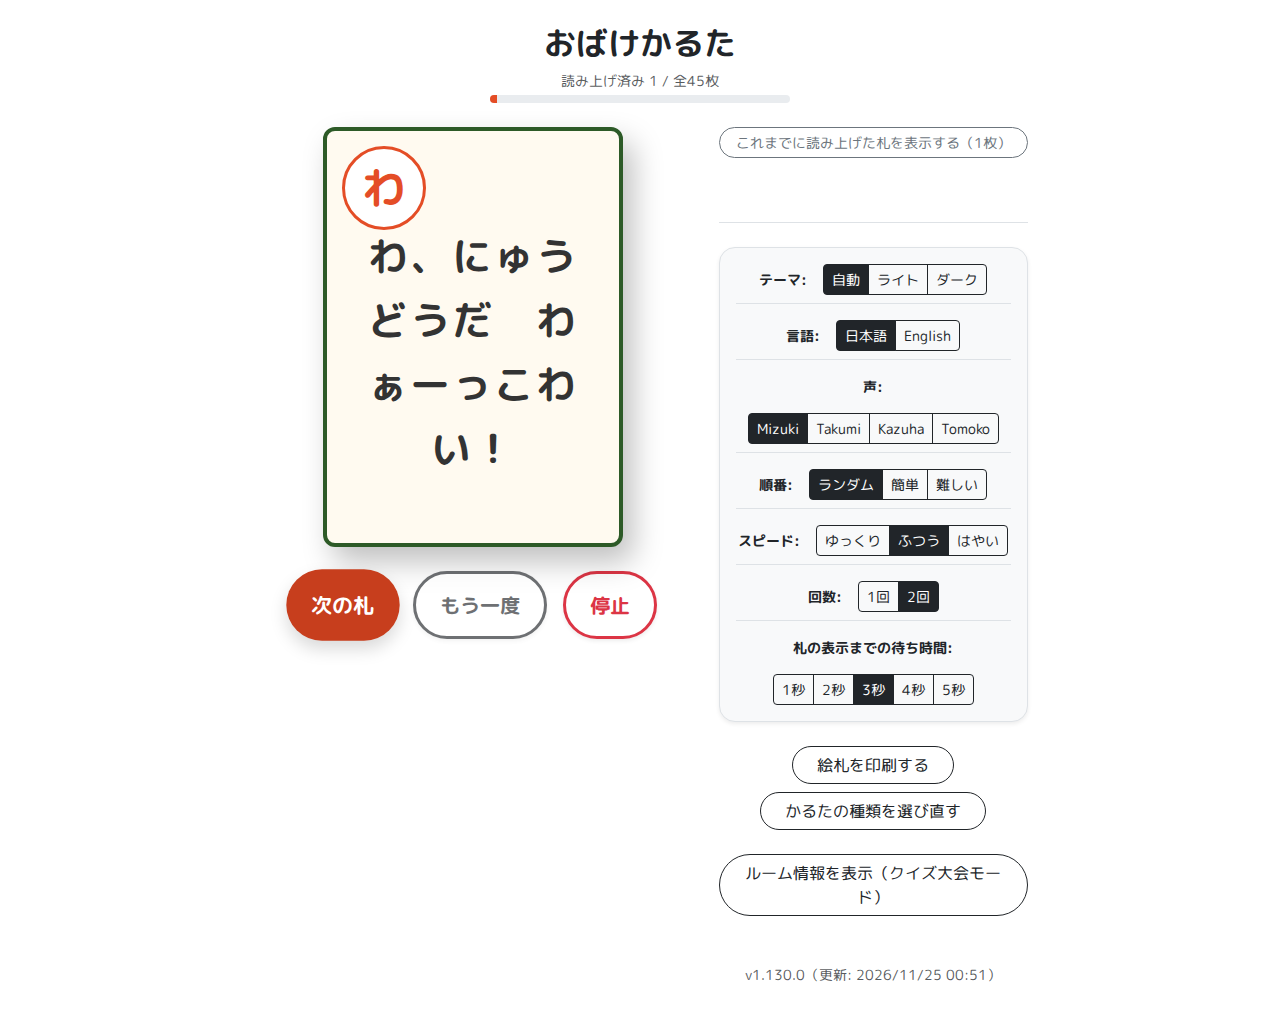 おばけかるた
読み上げ済み 1 / 全45枚
わ
わ、にゅう
どうだ　わ
ぁーっこわ
い！
次の札
もう一度
停止
これまでに読み上げた札を表示する（1枚）
テーマ: 自動 ライト ダーク
言語: 日本語 English
声:
Mizuki Takumi Kazuha Tomoko
順番: ランダム 簡単 難しい
スピード: ゆっくり ふつう はやい
回数: 1回 2回
札の表示までの待ち時間:
1秒 2秒 3秒 4秒 5秒
絵札を印刷する
かるたの種類を選び直す
ルーム情報を表示（クイズ大会モー
ド）
v1.130.0（更新: 2026/11/25 00:51）